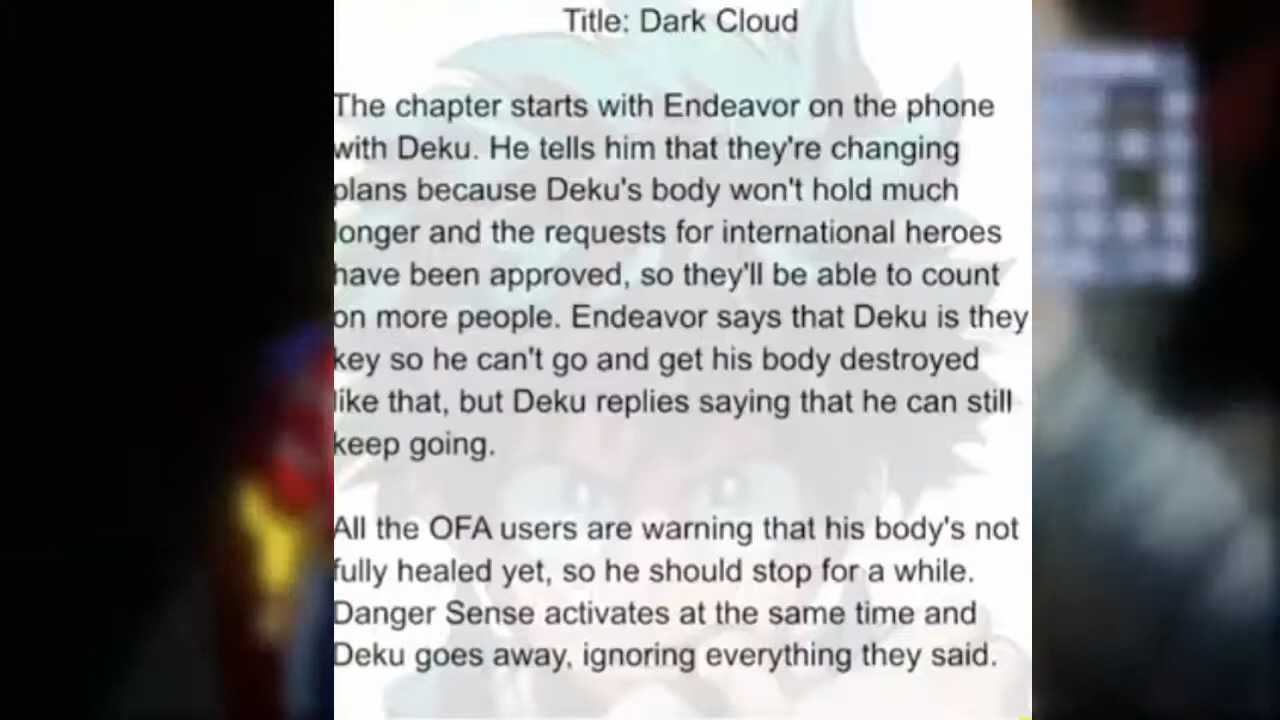 Title: Dark Cloud
The chapter starts with Endeavor on the phone
with Deku. He tells him that they're changing
plans because Deku's body won't hold much
longer and the requests for international heroes
have been approved, so they'll be able to count
on more people. Endeavor says that Deku is they
key so he can't go and get his body destroyed
like that, but Deku replies saying that he can still
keep going.
All the OFA users are warning that his body's not
fully healed yet, so he should stop for a while.
Danger Sense activates at the same time and
Deku goes away, ignoring everything they said.